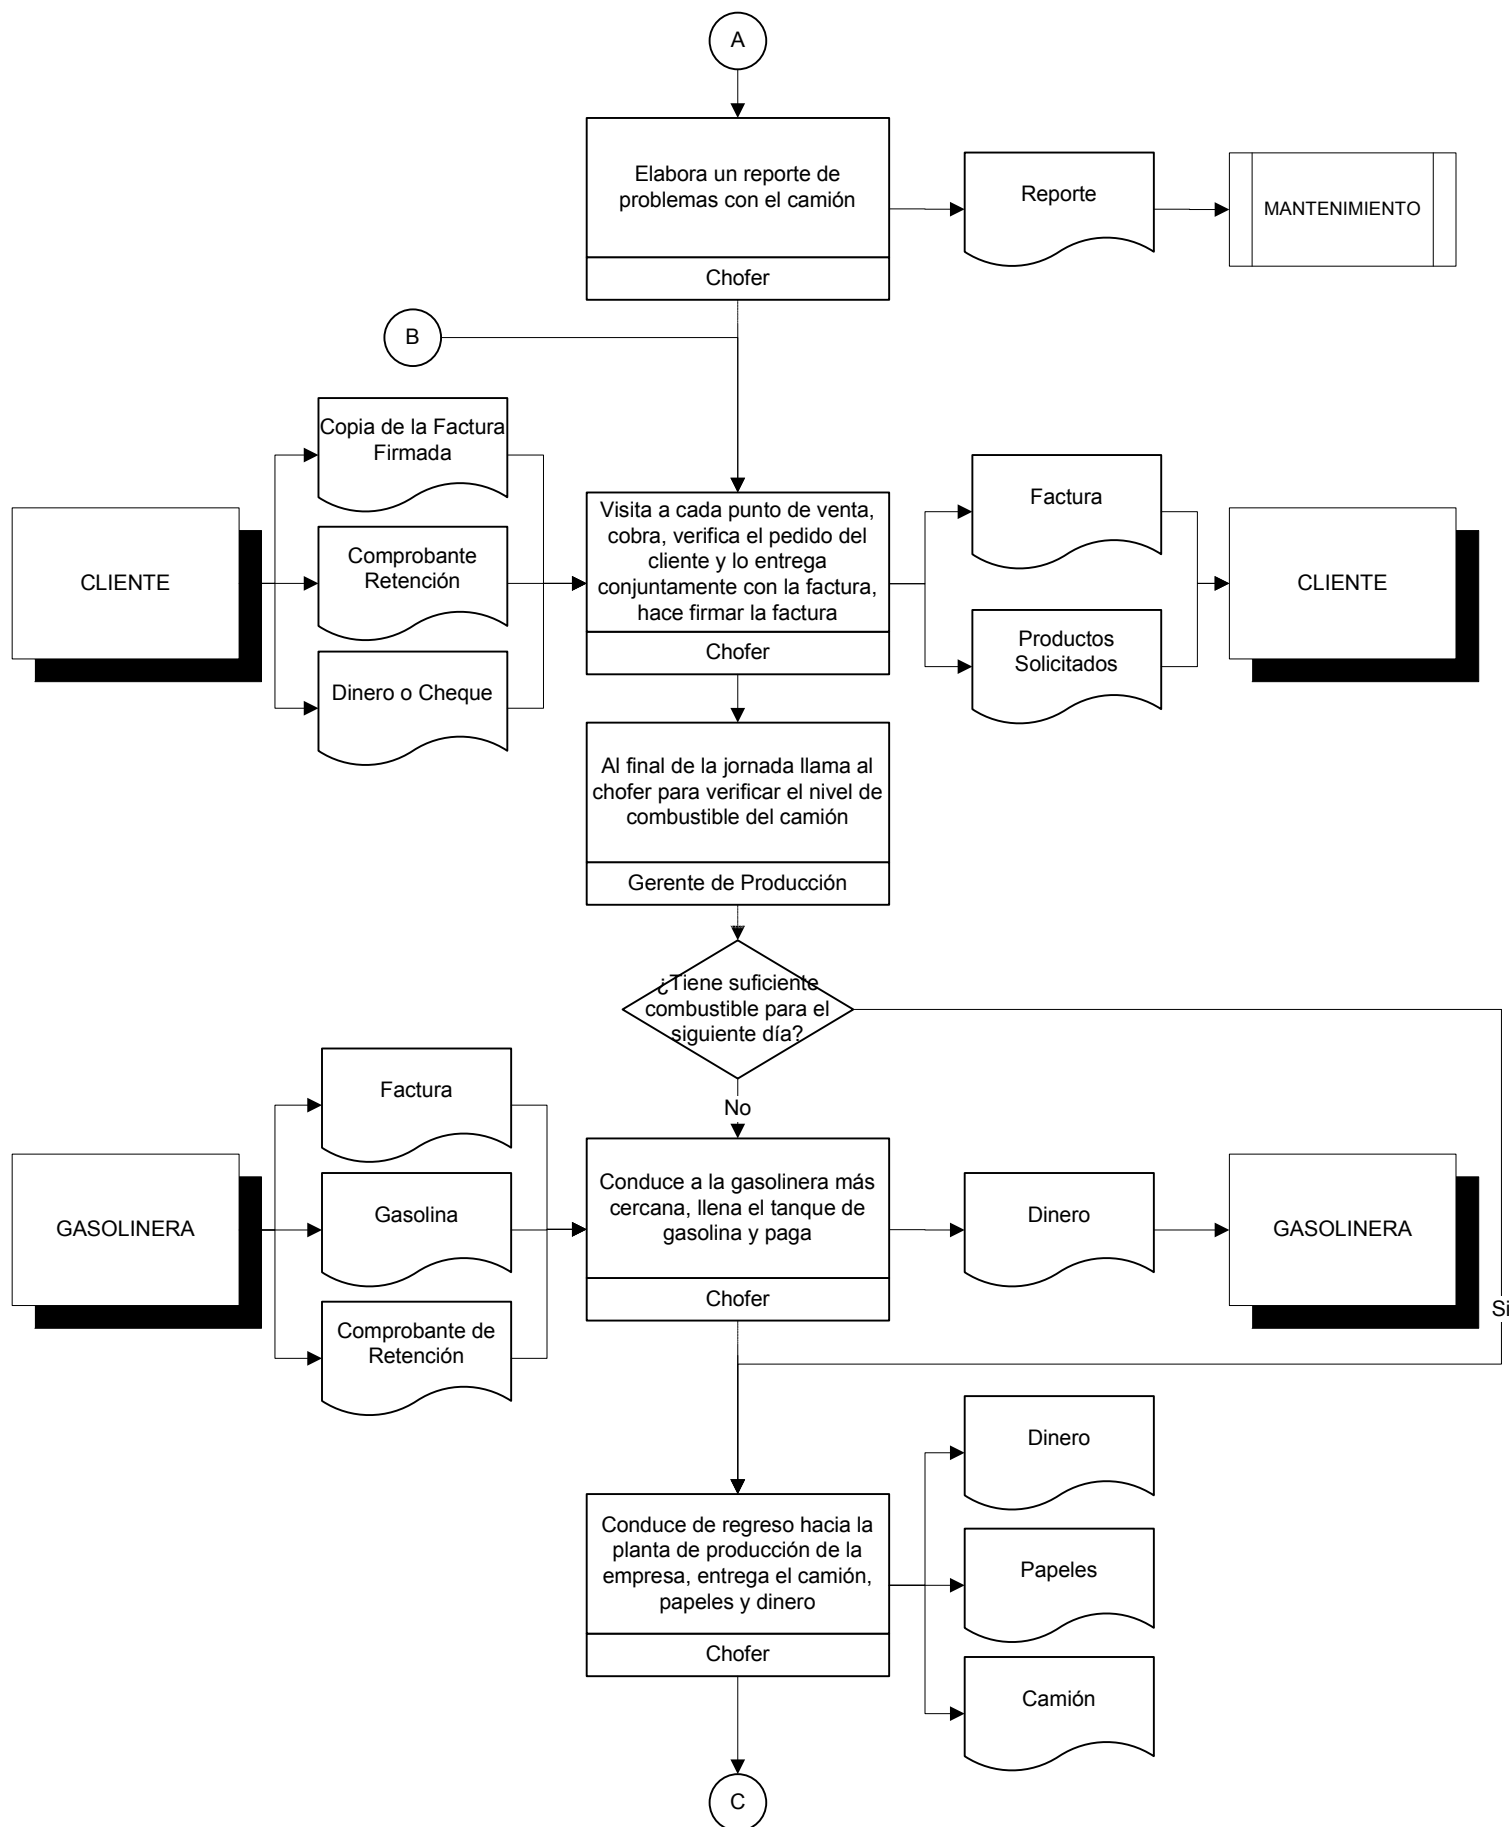 A
Elabora un reporte de
problemas con el camión
Chofer
Reporte
MANTENIMIENTO
B
CLIENTE
Copia de la Factura
Firmada
Comprobante
Retención
Dinero o Cheque
Visita a cada punto de venta,
cobra, verifica el pedido del
cliente y lo entrega
conjuntamente con la factura,
hace firmar la factura
Chofer
Factura
Productos
Solicitados
CLIENTE
Al final de la jornada llama al
chofer para verificar el nivel de
combustible del camión
Gerente de Producción
¿Tiene suficiente
combustible para el
siguiente día?
No
Si
GASOLINERA
Factura
Gasolina
Comprobante de
Retención
Conduce a la gasolinera más
cercana, llena el tanque de
gasolina y paga
Chofer
Dinero
GASOLINERA
Conduce de regreso hacia la
planta de producción de la
empresa, entrega el camión,
papeles y dinero
Chofer
Dinero
Papeles
Camión
C